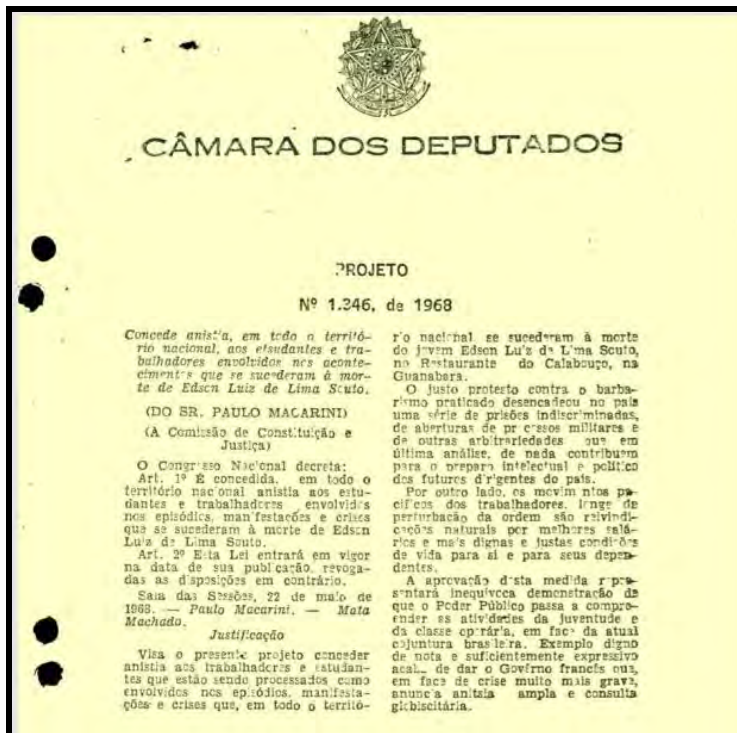 CÂMARA DOS DEPUTADOS
PROJETO
Nº 1.346, de 1968
Concede anistia, em todo o territó-
rio nacional, aos etsudantes e tra-
balhadores envolvidos nos aconte-
cimentos que se sucederam à mor-
te de Edson Luiz de Lima Souto.
(DO SR. PAULO MACARINI)
(A Comissão de Constituição e
Justiça)
O Congresso Nacional decreta:
Art. 1º É concedida, em todo o
território nacional anistia aos estu-
dantes e trabalhadores envolvidos
nos episódios, manifestações e crises
que se sucederam à morte de Edson
Luiz de Lima Souto.
Art. 2º Esta Lei entrará em vigor
na data de sua publicação, revoga-
das as disposições em contrário.
Sala das Sessões, 22 de maio de
1968. — Paulo Macarini. — Mata
Machado.
Justificação
Visa o presente projeto conceder
anistia aos trabalhadores e estudan-
tes que estão sendo processados como
envolvidos nos episódios, manifesta-
ções e crises que, em todo o territó-
rio nacional se sucederam à morte
do jovem Edson Luiz de Lima Souto,
no Restaurante do Calabouço, na
Guanabara.
O justo protesto contra o barba-
rismo praticado desencadeou no país
uma série de prisões indiscriminadas,
de aberturas de processos militares e
de outras arbitrariedades que em
última análise, de nada contribuem
para o preparo intelectual e político
dos futuros dirigentes do país.
Por outro lado, os movimentos pa-
cíficos dos trabalhadores, longe de
perturbação da ordem são reivindi-
cações naturais por melhores salá-
rios e mais dignas e justas condições
de vida para si e para seus depen-
dentes.
A aprovação desta medida repre-
sentará inequívoca demonstração de
que o Poder Público passa a compre-
ender as atividades da juventude e
da classe operária, em face da atual
cojuntura brasileira. Exemplo digno
de nota e suficientemente expressivo
de dar o Govêrno francês que,
em face de crise muito mais grave,
anuncia anitsia ampla e consulta
glebiscitária.